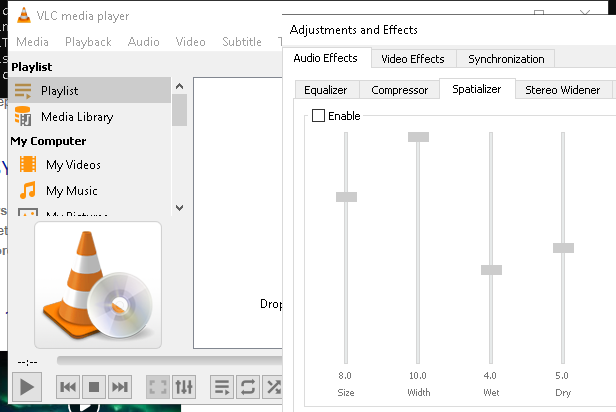 VLC media player
Media Playback Audio Video Subtitle
Playlist
Playlist
Media Library
My Computer
My Videos
My Music
My Pictures
Drop
--:--
Adjustments and Effects
Audio Effects Video Effects Synchronization
Equalizer Compressor Spatializer Stereo Widener
Enable
8.0 10.0 4.0 5.0
Size Width Wet Dry